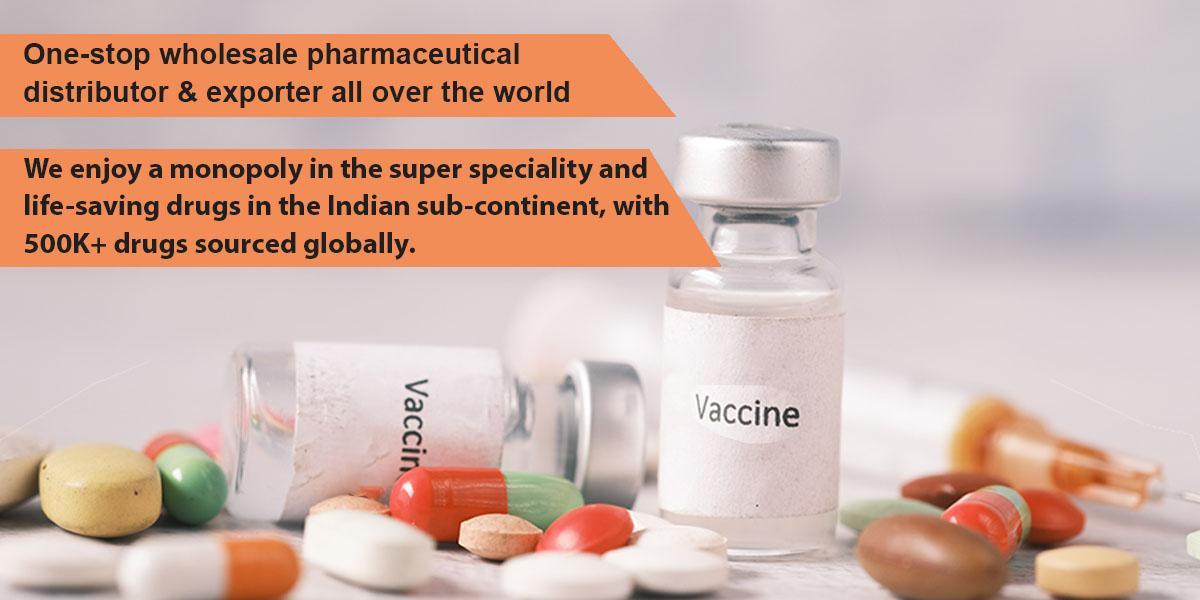 One-stop wholesale pharmaceutical
distributor & exporter all over the world
We enjoy a monopoly in the super speciality and
life-saving drugs in the Indian sub-continent, with
500K+ drugs sourced globally.
Vaccine
Vaccin